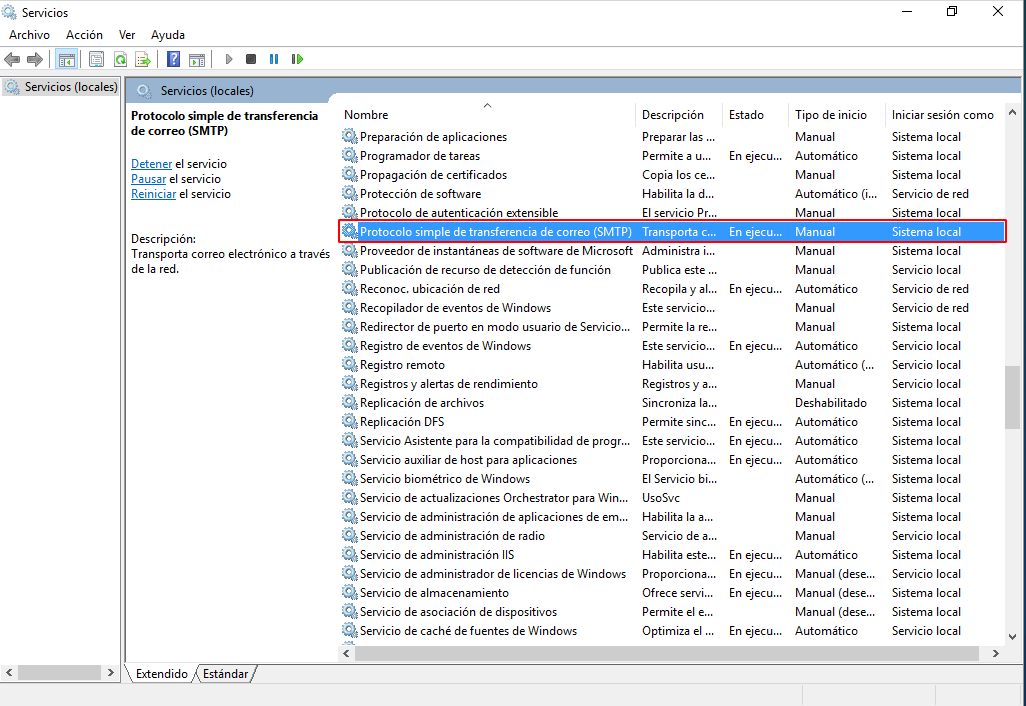 Servicios
Archivo Acción Ver Ayuda
Servicios (locales)
Servicios (locales)
Protocolo simple de transferencia
de correo (SMTP)
Detener el servicio
Pausar el servicio
Reiniciar el servicio
Descripción:
Transporta correo electrónico a través
de la red.
Nombre Descripción Estado Tipo de inicio Iniciar sesión como
Preparación de aplicaciones Preparar las ... Manual Sistema local
Programador de tareas Permite a u... En ejecu... Automático Sistema local
Propagación de certificados Copia los ce... Manual Sistema local
Protección de software Habilita la d... Automático (i... Servicio de red
Protocolo de autenticación extensible El servicio Pr... Manual Sistema local
Protocolo simple de transferencia de correo (SMTP) Transporta c... En ejecu... Manual Sistema local
Proveedor de instantáneas de software de Microsoft Administra i... Manual Sistema local
Publicación de recurso de detección de función Publica este ... Manual Servicio local
Reconoc. ubicación de red Recopila y al... En ejecu... Automático Servicio de red
Recopilador de eventos de Windows Este servicio... Manual Servicio de red
Redirector de puerto en modo usuario de Servicio... Permite la re... Manual Sistema local
Registro de eventos de Windows Este servicio... En ejecu... Automático Servicio local
Registro remoto Habilita usu... Automático (... Servicio local
Registros y alertas de rendimiento Registros y a... Manual Servicio local
Replicación de archivos Sincroniza la... Deshabilitado Sistema local
Replicación DFS Permite sinc... En ejecu... Automático Sistema local
Servicio Asistente para la compatibilidad de progr... Este servicio... En ejecu... Automático Sistema local
Servicio auxiliar de host para aplicaciones Proporciona... En ejecu... Automático Sistema local
Servicio biométrico de Windows El Servicio bi... Automático (... Sistema local
Servicio de actualizaciones Orchestrator para Win... UsoSvc Manual Sistema local
Servicio de administración de aplicaciones de em... Habilita la a... Manual Sistema local
Servicio de administración de radio Servicio de a... Manual Servicio local
Servicio de administración IIS Habilita este... En ejecu... Automático Sistema local
Servicio de administrador de licencias de Windows Proporciona... En ejecu... Manual (dese... Servicio local
Servicio de almacenamiento Ofrece servi... En ejecu... Manual (dese... Sistema local
Servicio de asociación de dispositivos Permite el e... Manual (dese... Sistema local
Servicio de caché de fuentes de Windows Optimiza el ... En ejecu... Automático Servicio local
Extendido Estándar